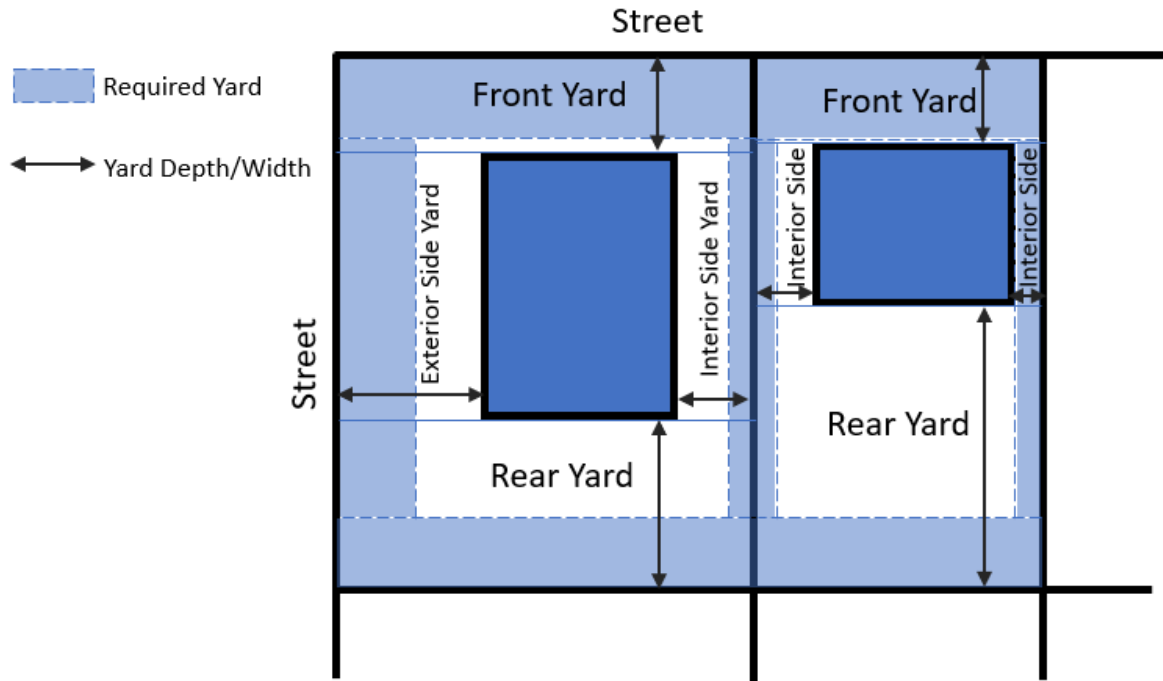 Street
Required Yard
Yard Depth/Width
Front Yard
Front Yard
Exterior Side Yard
Interior Side Yard
Interior Side
Interior Side
Street
Rear Yard
Rear Yard